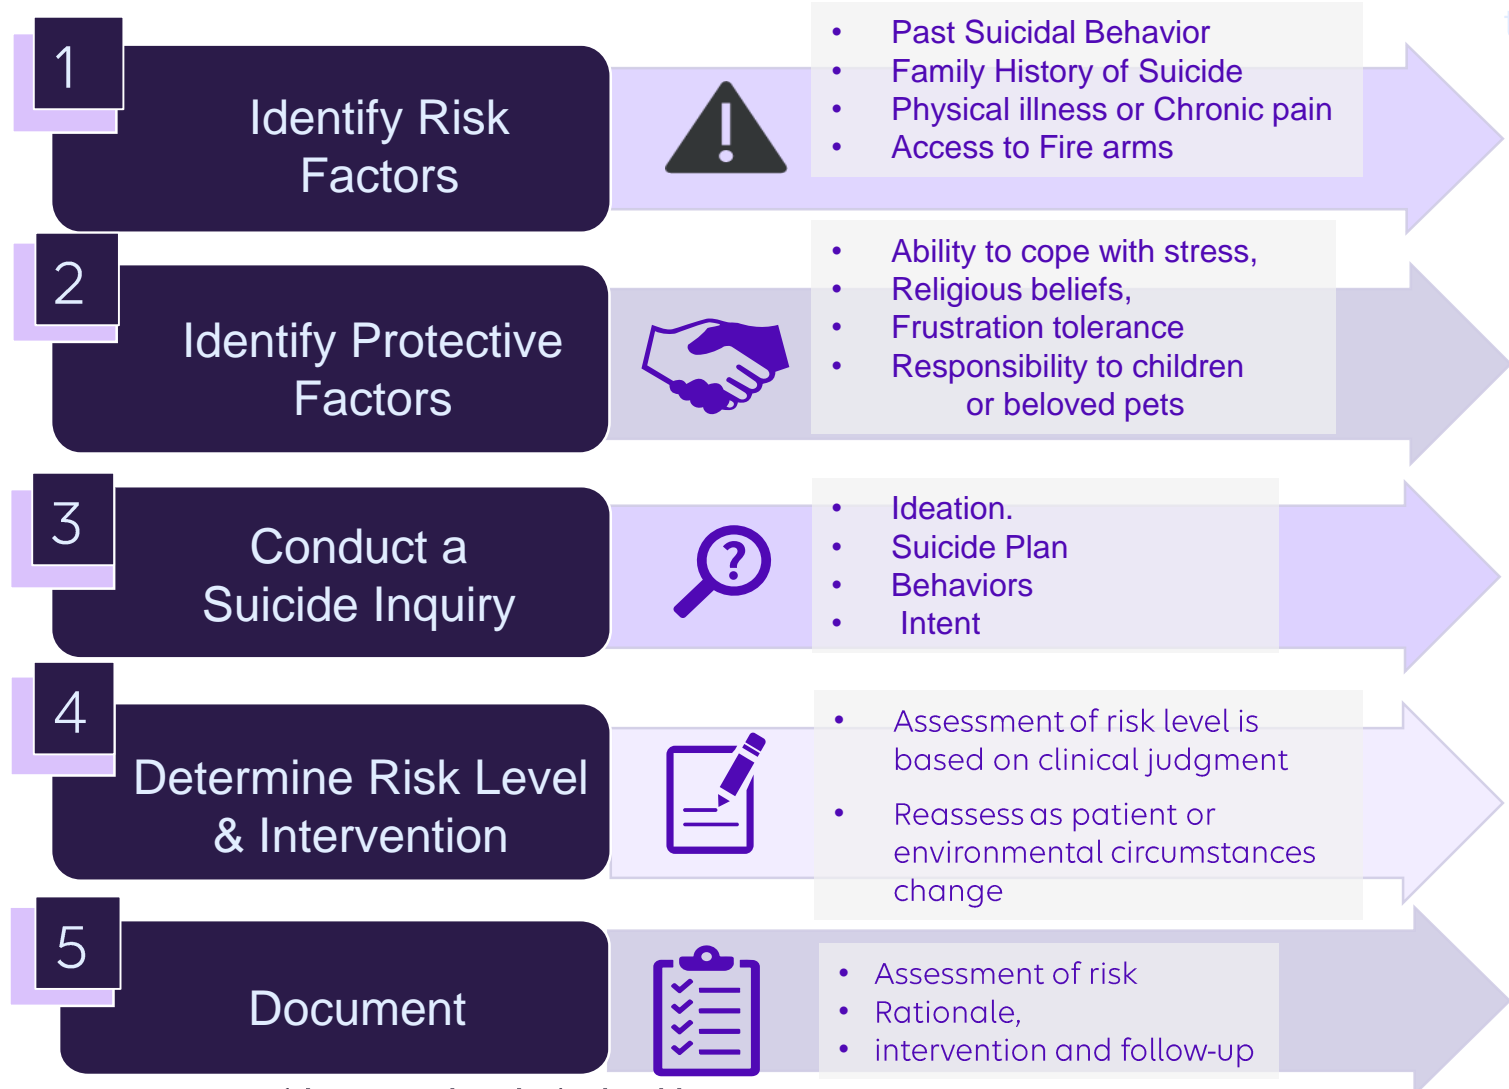 1
Identify Risk
Factors
• Past Suicidal Behavior
• Family History of Suicide
• Physical illness or Chronic pain
• Access to Fire arms
2
Identify Protective
Factors
• Ability to cope with stress,
• Religious beliefs,
• Frustration tolerance
• Responsibility to children
or beloved pets
3
Conduct a
Suicide Inquiry
• Ideation.
• Suicide Plan
• Behaviors
• Intent
?
4
Determine Risk Level
& Intervention
• Assessment of risk level is
based on clinical judgment
• Reassess as patient or
environmental circumstances
change
5
Document
• Assessment of risk
• Rationale,
• intervention and follow-up